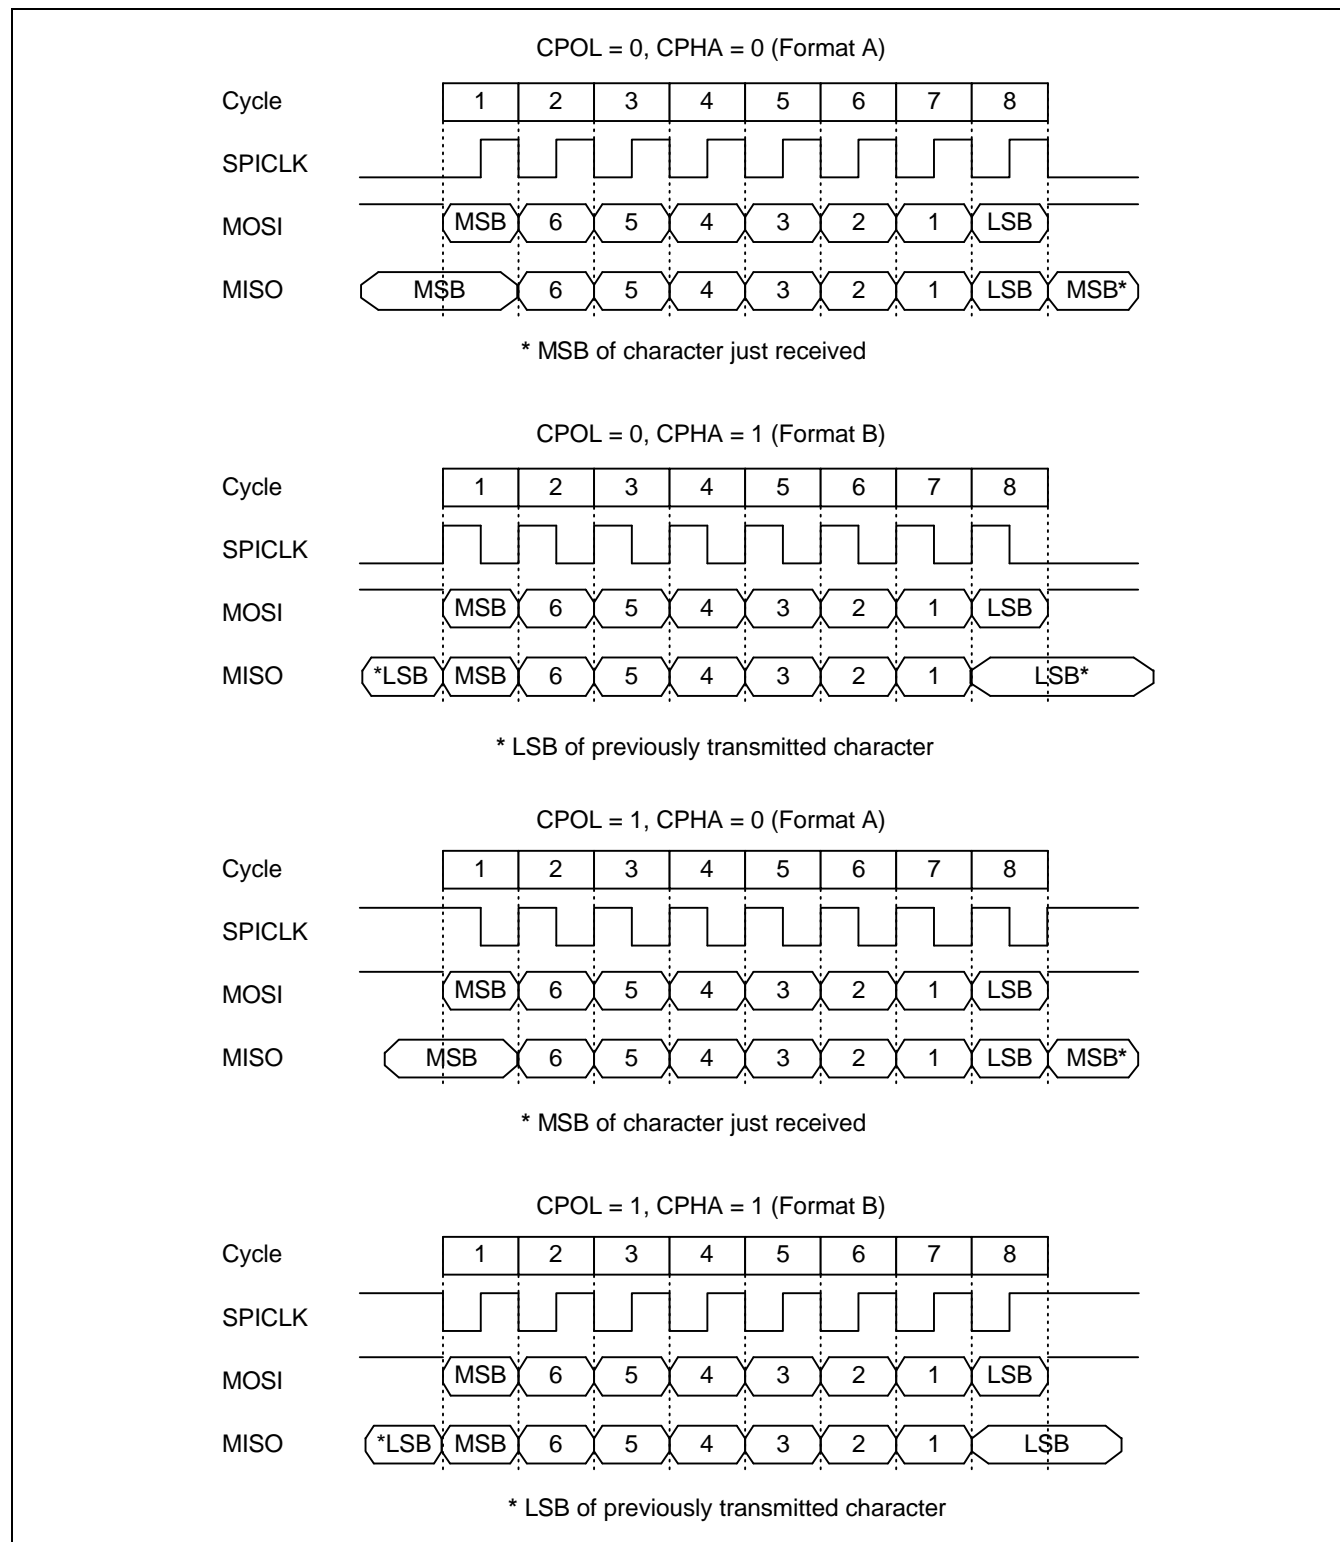 CPOL = 0, CPHA = 0 (Format A)
Cycle 1 2 3 4 5 6 7 8
SPICLK
MOSI MSB 6 5 4 3 2 1 LSB
MISO MSB 6 5 4 3 2 1 LSB MSB*
* MSB of character just received
CPOL = 0, CPHA = 1 (Format B)
Cycle 1 2 3 4 5 6 7 8
SPICLK
MOSI MSB 6 5 4 3 2 1 LSB
MISO *LSB MSB 6 5 4 3 2 1 LSB*
* LSB of previously transmitted character
CPOL = 1, CPHA = 0 (Format A)
Cycle 1 2 3 4 5 6 7 8
SPICLK
MOSI MSB 6 5 4 3 2 1 LSB
MISO MSB 6 5 4 3 2 1 LSB MSB*
* MSB of character just received
CPOL = 1, CPHA = 1 (Format B)
Cycle 1 2 3 4 5 6 7 8
SPICLK
MOSI MSB 6 5 4 3 2 1 LSB
MISO *LSB MSB 6 5 4 3 2 1 LSB
* LSB of previously transmitted character